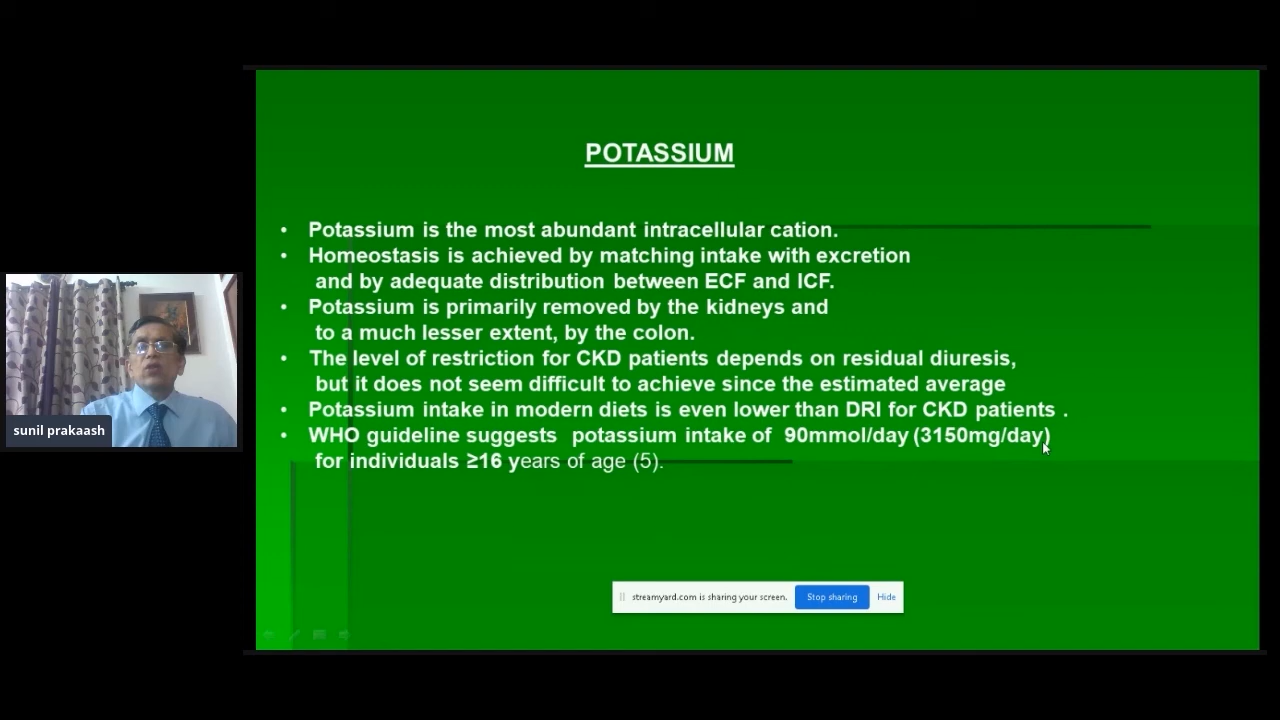 POTASSIUM
• Potassium is the most abundant intracellular cation.
• Homeostasis is achieved by matching intake with excretion
and by adequate distribution between ECF and ICF.
• Potassium is primarily removed by the kidneys and
to a much lesser extent, by the colon.
• The level of restriction for CKD patients depends on residual diuresis,
but it does not seem difficult to achieve since the estimated average
• Potassium intake in modern diets is even lower than DRI for CKD patients .
• WHO guideline suggests potassium intake of 90mmol/day (3150mg/day)
for individuals ≥16 years of age (5).
sunil prakaash
streamyard.com is sharing your screen. Stop sharing Hide